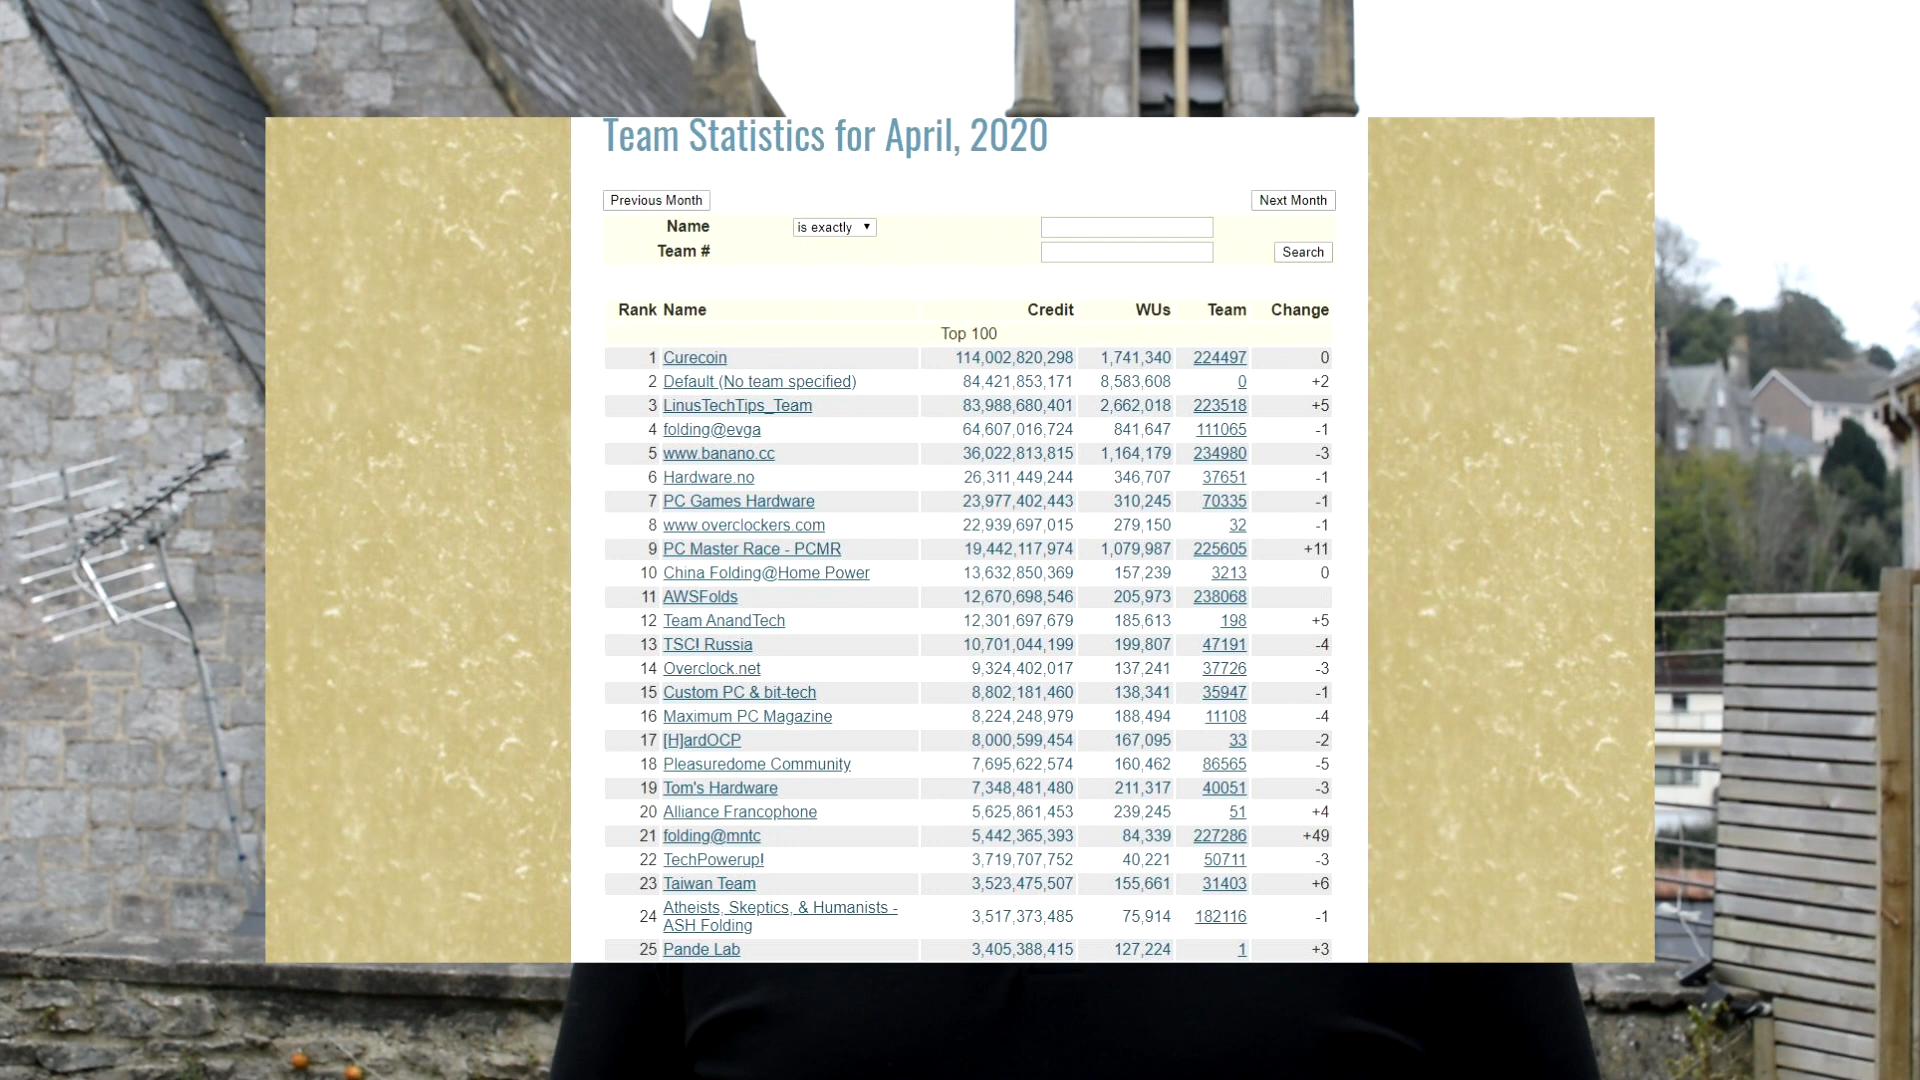 Team Statistics for April, 2020
Previous Month Next Month
Name is exactly
Team #
Search
Rank Name Credit WUs Team Change
Top 100
1 Curecoin 114,002,820,298 1,741,340 224497 0
2 Default (No team specified) 84,421,853,171 8,583,608 0 +2
3 LinusTechTips_Team 83,988,680,401 2,662,018 223518 +5
4 folding@evga 64,607,016,724 841,647 111065 -1
5 www.banano.cc 36,022,813,815 1,164,179 234980 -3
6 Hardware.no 26,311,449,244 346,707 37651 -1
7 PC Games Hardware 23,977,402,443 310,245 70335 -1
8 www.overclockers.com 22,939,697,015 279,150 32 -1
9 PC Master Race - PCMR 19,442,117,974 1,079,987 225605 +11
10 China Folding@Home Power 13,632,850,369 157,239 3213 0
11 AWSFolds 12,670,698,546 205,973 238068
12 Team AnandTech 12,301,697,679 185,613 198 +5
13 TSC! Russia 10,701,044,199 199,807 47191 -4
14 Overclock.net 9,324,402,017 137,241 37726 -3
15 Custom PC & bit-tech 8,802,181,460 138,341 35947 -1
16 Maximum PC Magazine 8,224,248,979 188,494 11108 -4
17 [H]ardOCP 8,000,599,454 167,095 33 -2
18 Pleasuredome Community 7,695,622,574 160,462 86565 -5
19 Tom's Hardware 7,348,481,480 211,317 40051 -3
20 Alliance Francophone 5,625,861,453 239,245 51 +4
21 folding@mntc 5,442,365,393 84,339 227286 +49
22 TechPowerup! 3,719,707,752 40,221 50711 -3
23 Taiwan Team 3,523,475,507 155,661 31403 +6
24 Atheists, Skeptics, & Humanists - 3,517,373,485 75,914 182116 -1
ASH Folding
25 Pande Lab 3,405,388,415 127,224 1 +3